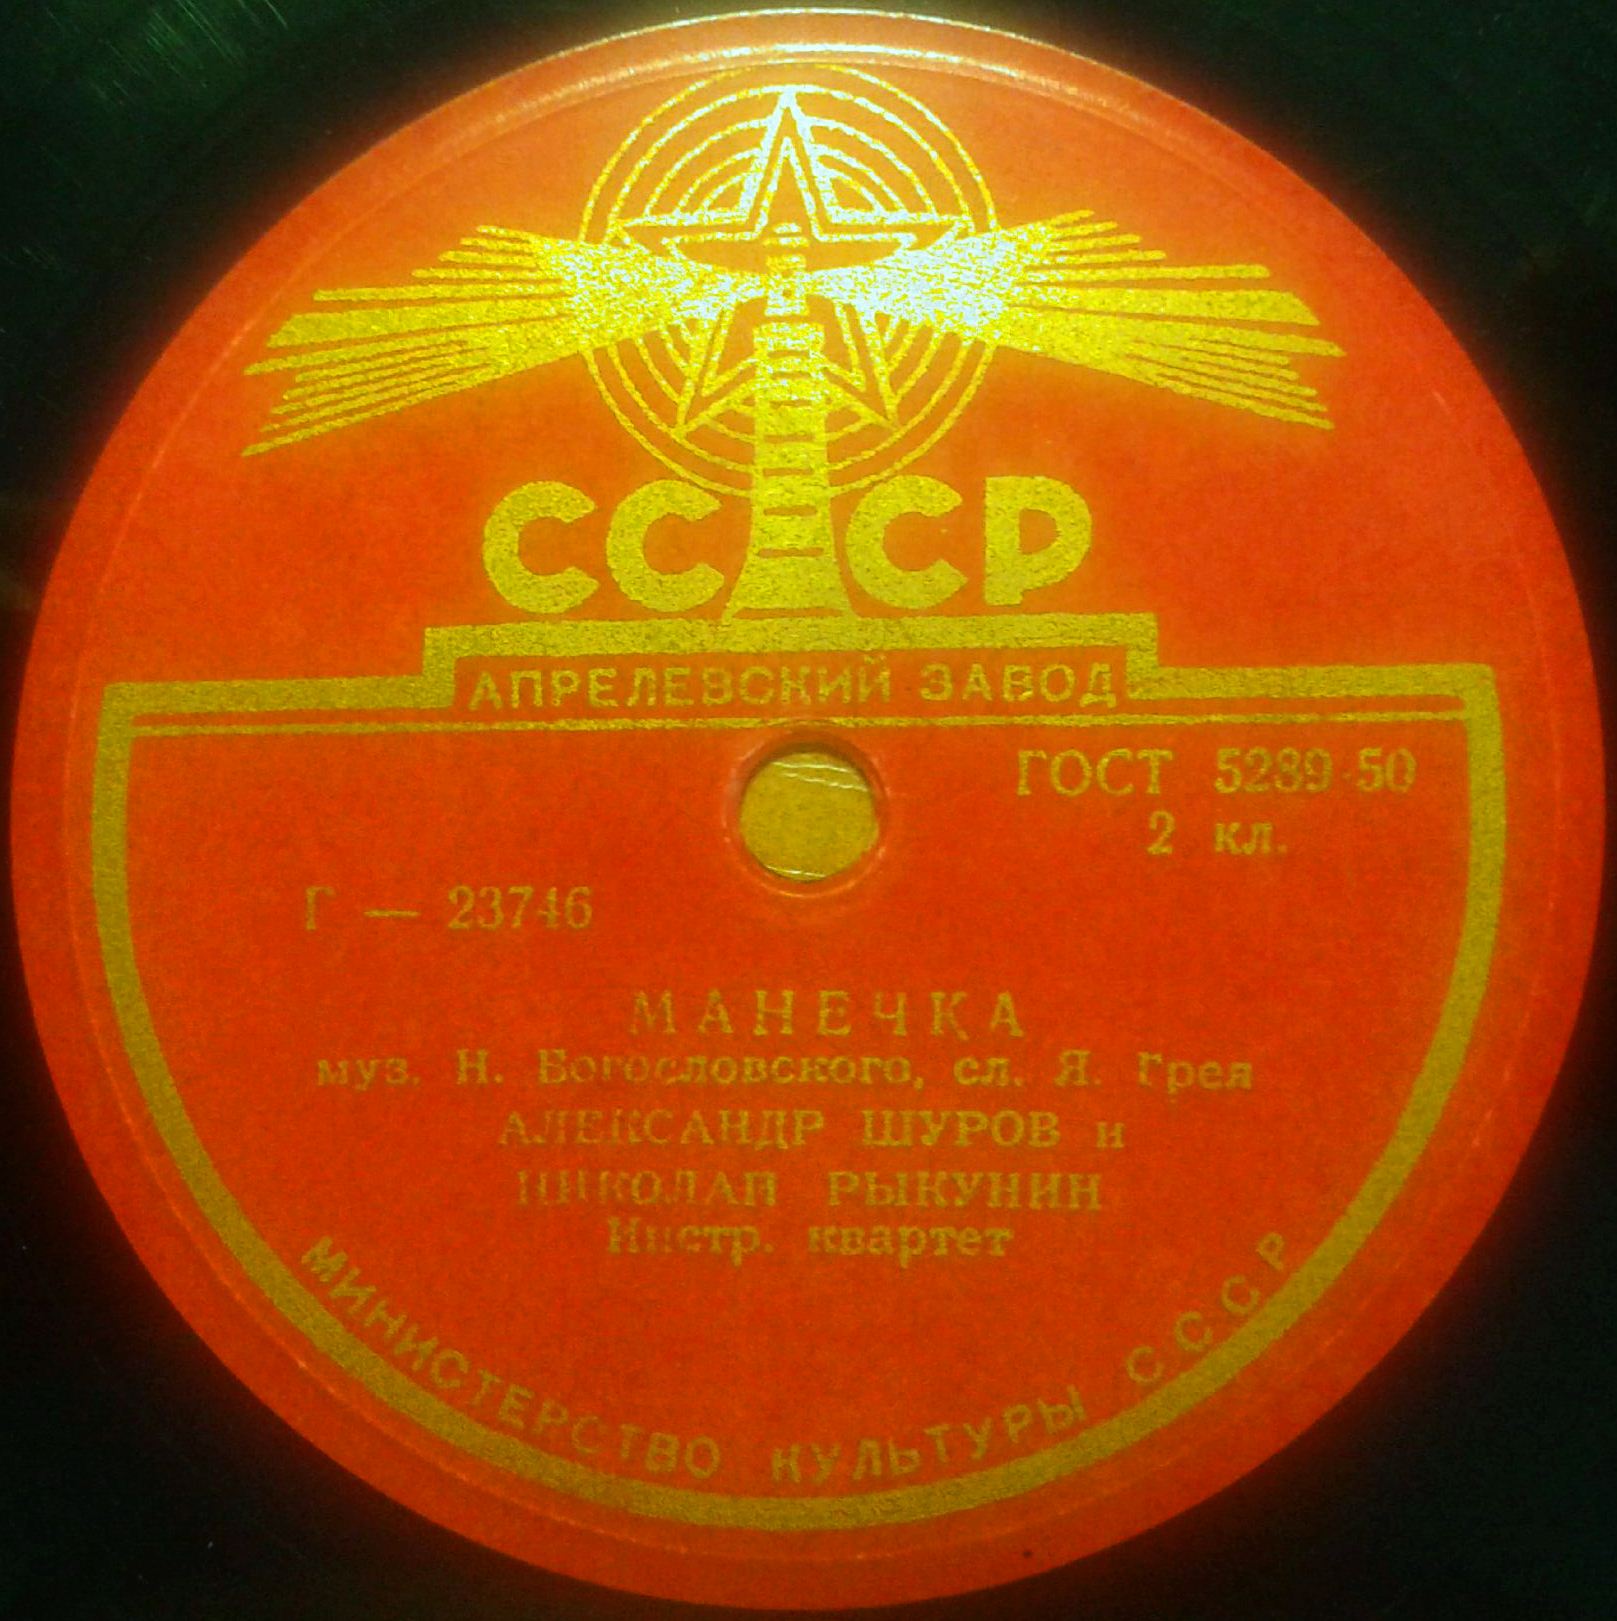 СССР
АПРЕЛЕВСКИЙ ЗАВОД
ГОСТ 5289-50
2 кл.
Г — 23746
МАНЕЧКА
муз. Н. Богословского, сл. Я. Грея
АЛЕКСАНДР ШУРОВ и
НИКОЛАЙ РЫКУНИН
Инстр. квартет
МИНИСТЕРСТВО КУЛЬТУРЫ СССР